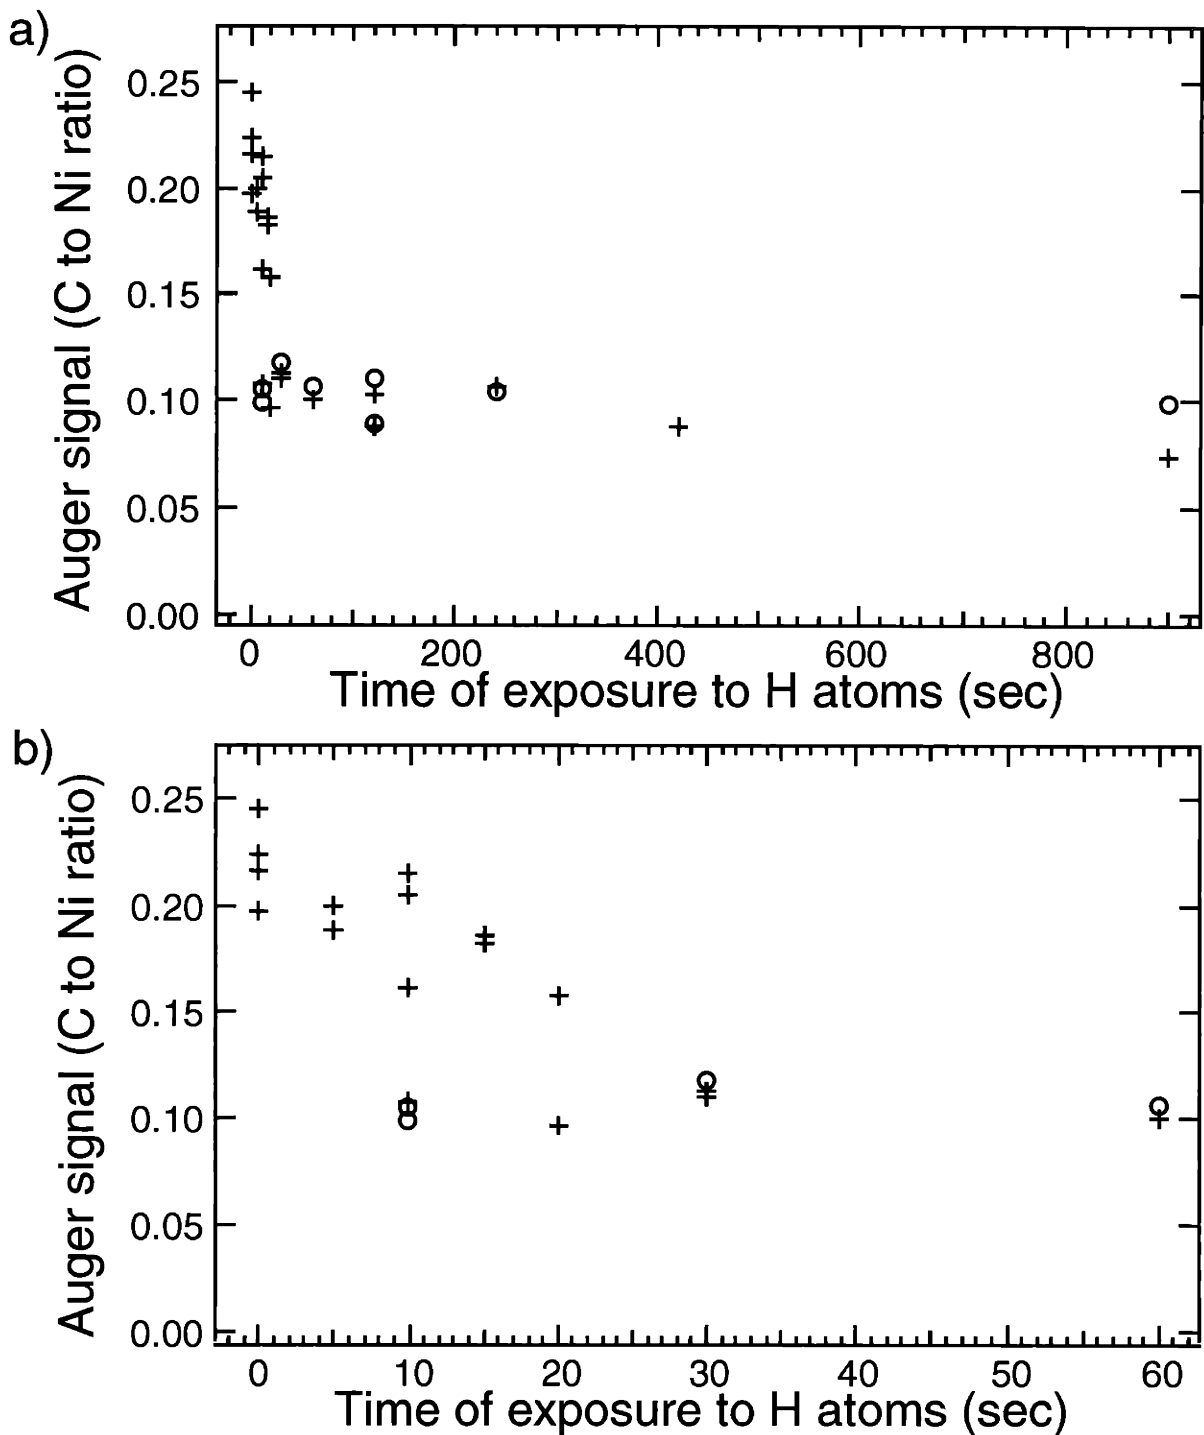 a)
Auger signal (C to Ni ratio)
0.25
0.20
0.15
0.10
0.05
0.00
0 200 400 600 800
Time of exposure to H atoms (sec)
b)
Auger signal (C to Ni ratio)
0.25
0.20
0.15
0.10
0.05
0.00
0 10 20 30 40 50 60
Time of exposure to H atoms (sec)